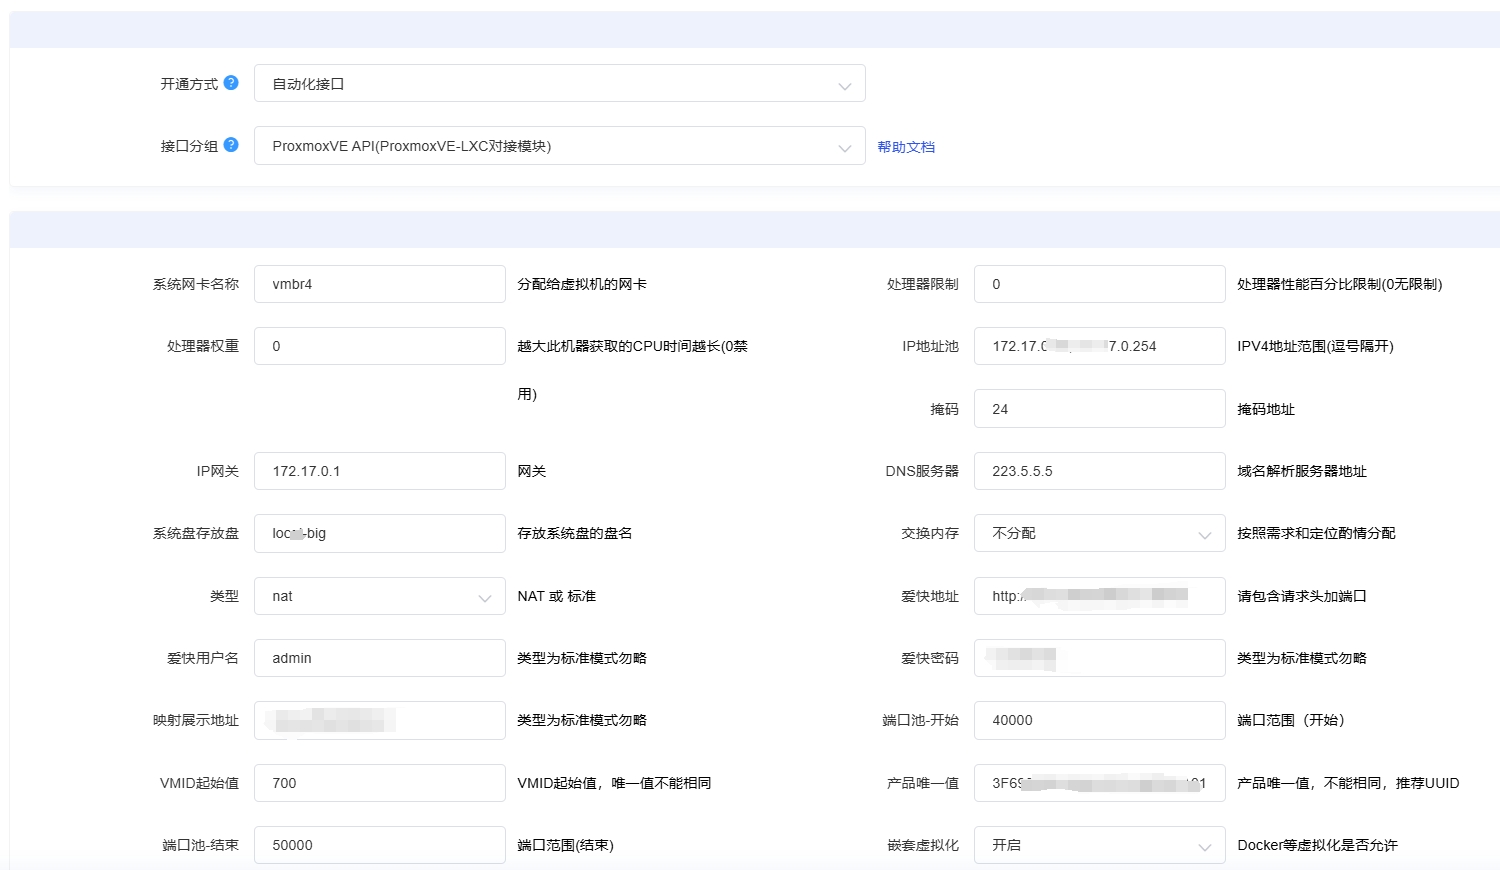 开通方式 ? 自动化接口
接口分组 ? ProxmoxVE API(ProxmoxVE-LXC对接模块) 帮助文档
系统网卡名称 vmbr4 分配给虚拟机的网卡
处理器限制 0 处理器性能百分比限制(0无限制)
处理器权重 0 越大此机器获取的CPU时间越长(0禁
用)
IP地址池 172.17.0 7.0.254 IPV4地址范围(逗号隔开)
掩码 24 掩码地址
IP网关 172.17.0.1 网关
DNS服务器 223.5.5.5 域名解析服务器地址
系统盘存放盘 loc -big 存放系统盘的盘名
交换内存 不分配 按照需求和定位酌情分配
类型 nat NAT 或 标准
爱快地址 http:/ 请包含请求头加端口
爱快用户名 admin 类型为标准模式忽略
爱快密码 类型为标准模式忽略
映射展示地址 类型为标准模式忽略
端口池-开始 40000 端口范围（开始）
VMID起始值 700 VMID起始值，唯一值不能相同
产品唯一值 3F69 01 产品唯一值，不能相同，推荐UUID
端口池-结束 50000 端口范围(结束)
嵌套虚拟化 开启 Docker等虚拟化是否允许